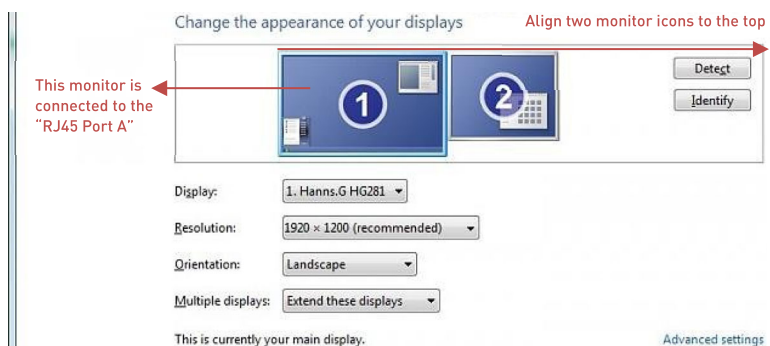 Change the appearance of your displays
Align two monitor icons to the top
This monitor is
connected to the
“RJ45 Port A”
1
2
Detect
Identify
Display:
1. Hanns.G HG281
Resolution:
1920 × 1200 (recommended)
Orientation:
Landscape
Multiple displays:
Extend these displays
This is currently your main display.
Advanced settings